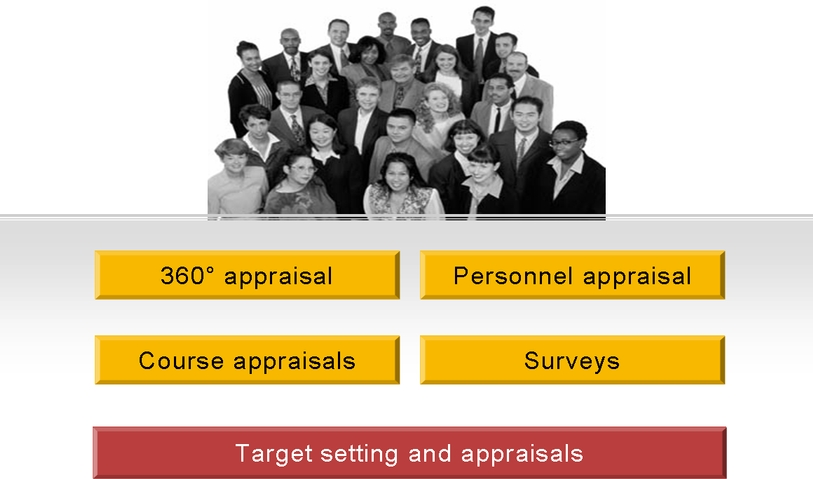 360° appraisal
Personnel appraisal
Course appraisals
Surveys
Target setting and appraisals